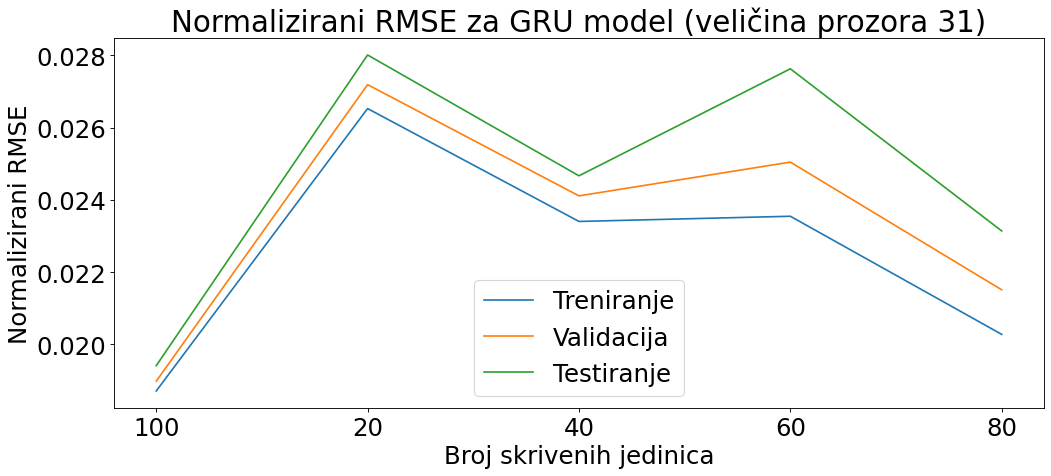 Normalizirani RMSE za GRU model (veličina prozora 31)
Normalizirani RMSE
0.028
0.026
0.024
0.022
0.020
Treniranje
Validacija
Testiranje
100 20 40 60 80
Broj skrivenih jedinica